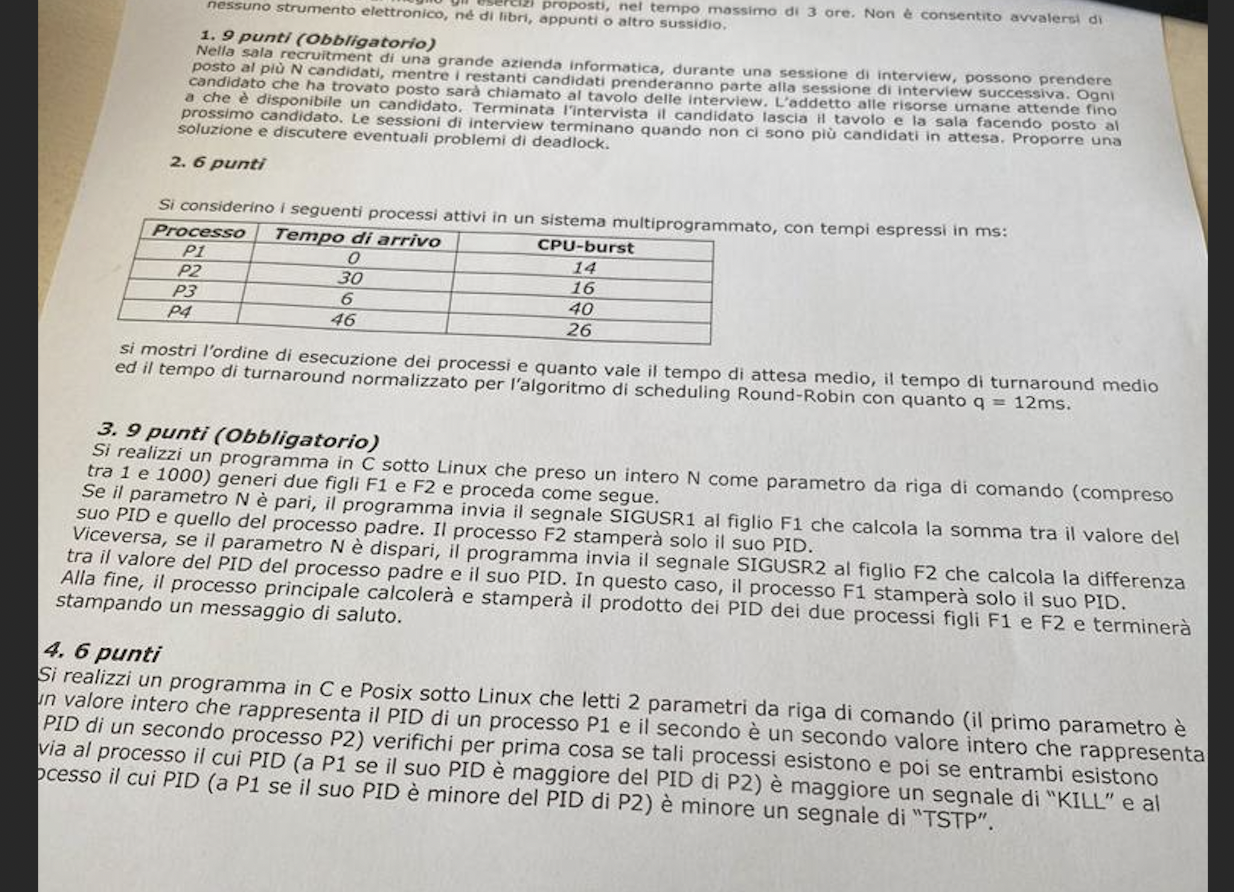 esercizi proposti, nel tempo massimo di 3 ore. Non è consentito avvalersi di
nessuno strumento elettronico, né di libri, appunti o altro sussidio.
1. 9 punti (Obbligatorio)
Nella sala recruitment di una grande azienda informatica, durante una sessione di interview, possono prendere
posto al più N candidati, mentre i restanti candidati prenderanno parte alla sessione di interview successiva. Ogni
candidato che ha trovato posto sarà chiamato al tavolo delle interview. L'addetto alle risorse umane attende fino
a che è disponibile un candidato. Terminata l'intervista il candidato lascia il tavolo e la sala facendo posto al
prossimo candidato. Le sessioni di interview terminano quando non ci sono più candidati in attesa. Proporre una
soluzione e discutere eventuali problemi di deadlock.
2. 6 punti
Si considerino i seguenti processi attivi in un sistema multiprogrammato, con tempi espressi in ms:
Processo Tempo di arrivo CPU-burst
P1 0 14
P2 30 16
P3 6 40
P4 46 26
si mostri l'ordine di esecuzione dei processi e quanto vale il tempo di attesa medio, il tempo di turnaround medio
ed il tempo di turnaround normalizzato per l'algoritmo di scheduling Round-Robin con quanto q = 12ms.
3. 9 punti (Obbligatorio)
Si realizzi un programma in C sotto Linux che preso un intero N come parametro da riga di comando (compreso
tra 1 e 1000) generi due figli F1 e F2 e proceda come segue.
Se il parametro N è pari, il programma invia il segnale SIGUSR1 al figlio F1 che calcola la somma tra il valore del
suo PID e quello del processo padre. Il processo F2 stamperà solo il suo PID.
Viceversa, se il parametro N è dispari, il programma invia il segnale SIGUSR2 al figlio F2 che calcola la differenza
tra il valore del PID del processo padre e il suo PID. In questo caso, il processo F1 stamperà solo il suo PID.
Alla fine, il processo principale calcolerà e stamperà il prodotto dei PID dei due processi figli F1 e F2 e terminerà
stampando un messaggio di saluto.
4. 6 punti
Si realizzi un programma in C e Posix sotto Linux che letti 2 parametri da riga di comando (il primo parametro è
un valore intero che rappresenta il PID di un processo P1 e il secondo è un secondo valore intero che rappresenta
PID di un secondo processo P2) verifichi per prima cosa se tali processi esistono e poi se entrambi esistono
via al processo il cui PID (a P1 se il suo PID è maggiore del PID di P2) è maggiore un segnale di "KILL" e al
ocesso il cui PID (a P1 se il suo PID è minore del PID di P2) è minore un segnale di "TSTP".